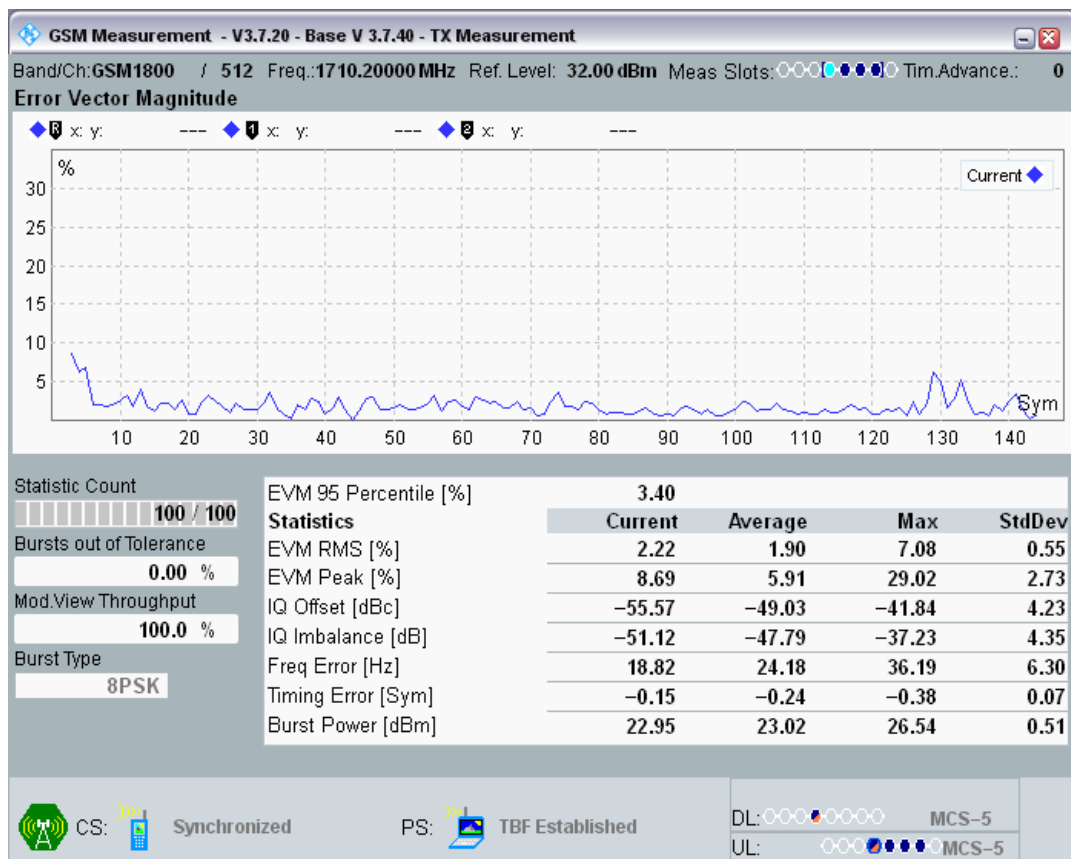 GSM Measurement - V3.7.20 - Base V 3.7.40 - TX Measurement
Band/Ch:GSM1800 / 512 Freq.:1710.20000 MHz Ref. Level: 32.00 dBm Meas Slots: Tim.Advance.: 0
Error Vector Magnitude
R x: y: --- 1 x: y: --- 2 x: y: ---
%
Current
30
25
20
15
10
5
Sym
10 20 30 40 50 60 70 80 90 100 110 120 130 140
Statistic Count
100 / 100
Bursts out of Tolerance
0.00 %
Mod.View Throughput
100.0 %
Burst Type
8PSK
EVM 95 Percentile [%] 3.40
Statistics Current Average Max StdDev
EVM RMS [%] 2.22 1.90 7.08 0.55
EVM Peak [%] 8.69 5.91 29.02 2.73
IQ Offset [dBc] −55.57 −49.03 −41.84 4.23
IQ Imbalance [dB] −51.12 −47.79 −37.23 4.35
Freq Error [Hz] 18.82 24.18 36.19 6.30
Timing Error [Sym] −0.15 −0.24 −0.38 0.07
Burst Power [dBm] 22.95 23.02 26.54 0.51
CS: Synchronized PS: TBF Established
DL: MCS−5
UL: MCS−5